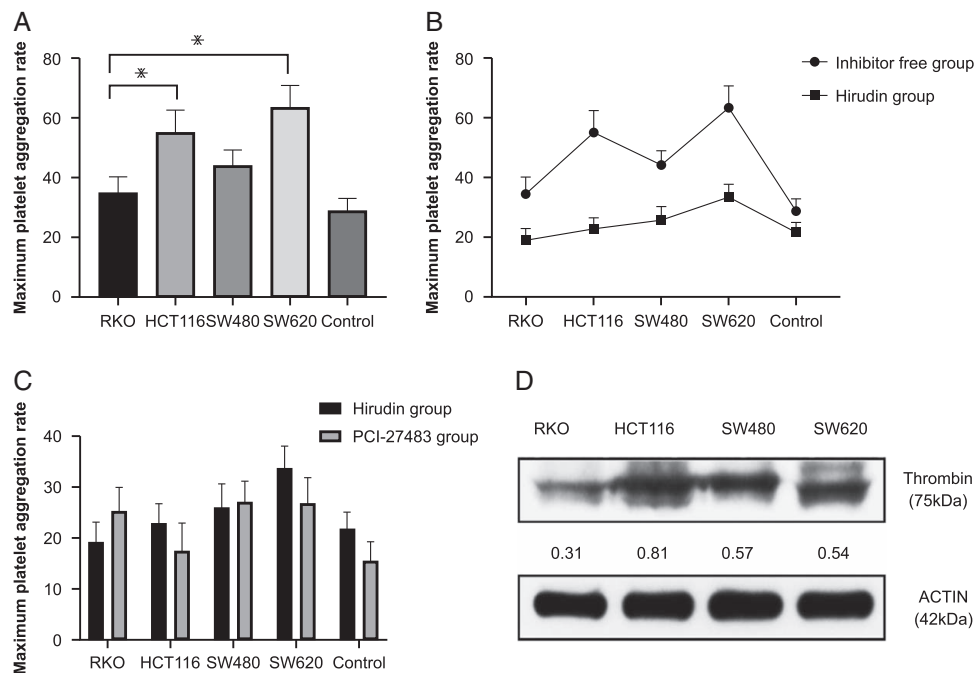 A
Maximum platelet aggregation rate
80
60
40
20
0
*
*
RKO HCT116 SW480 SW620 Control
B
Maximum platelet aggregation rate
80
60
40
20
0
RKO HCT116 SW480 SW620 Control
Inhibitor free group
Hirudin group
C
Maximum platelet aggregation rate
40
30
20
10
0
RKO HCT116 SW480 SW620 Control
Hirudin group
PCI-27483 group
D
RKO HCT116 SW480 SW620
Thrombin
(75kDa)
0.31 0.81 0.57 0.54
ACTIN
(42kDa)